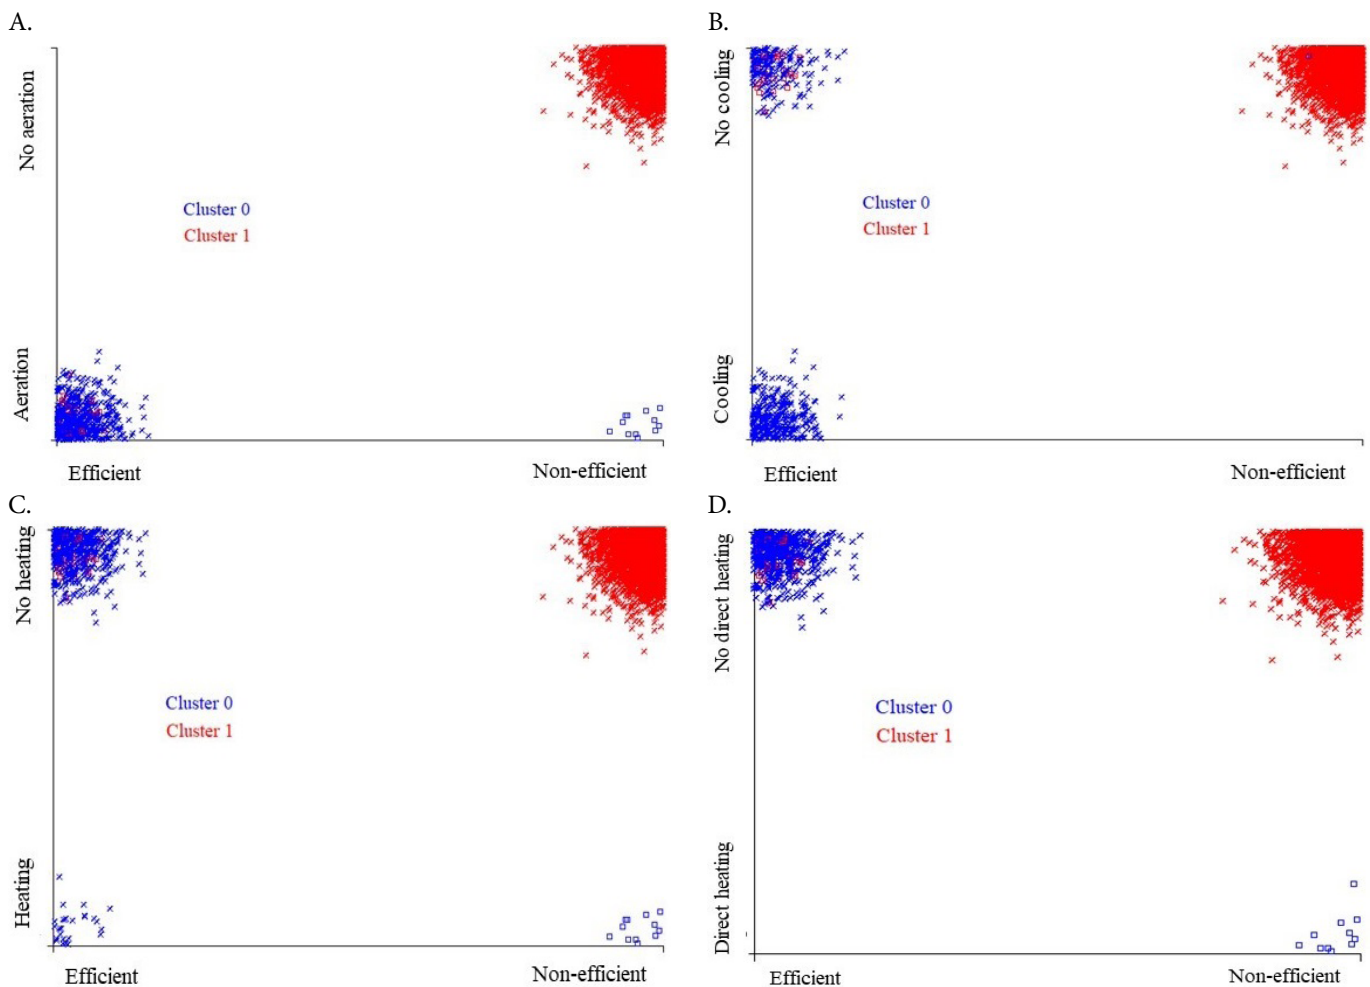 A.
No aeration
Aeration
Cluster 0
Cluster 1
Efficient
Non-efficient
B.
No cooling
Cooling
Cluster 0
Cluster 1
Efficient
Non-efficient
C.
No heating
Heating
Cluster 0
Cluster 1
Efficient
Non-efficient
D.
No direct heating
Direct heating
Cluster 0
Cluster 1
Efficient
Non-efficient